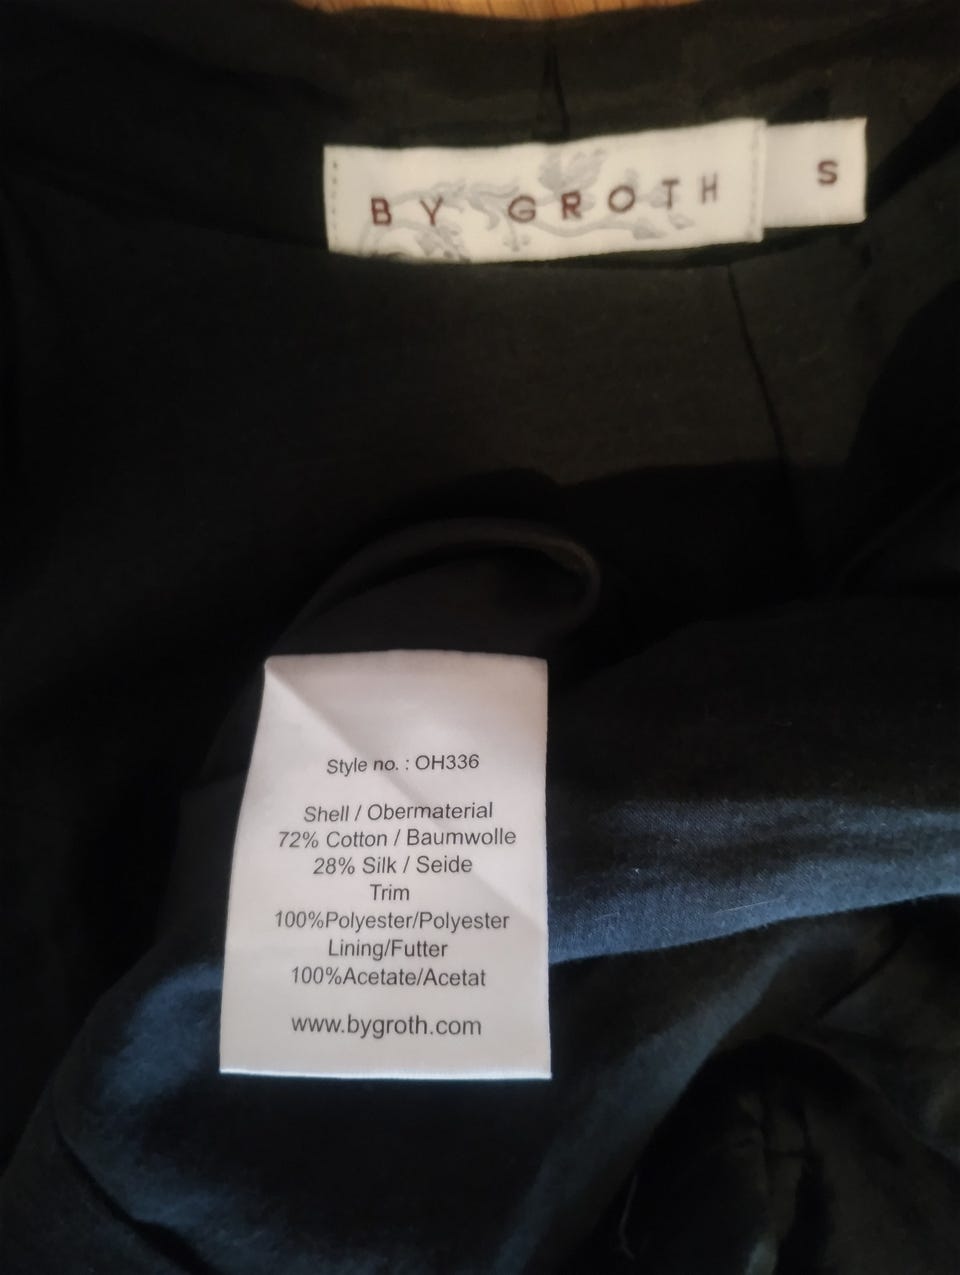 BY GROTH
S
Style no. : OH336
Shell / Obermaterial
72% Cotton / Baumwolle
28% Silk / Seide
Trim
100%Polyester/Polyester
Lining/Futter
100%Acetate/Acetat
www.bygroth.com